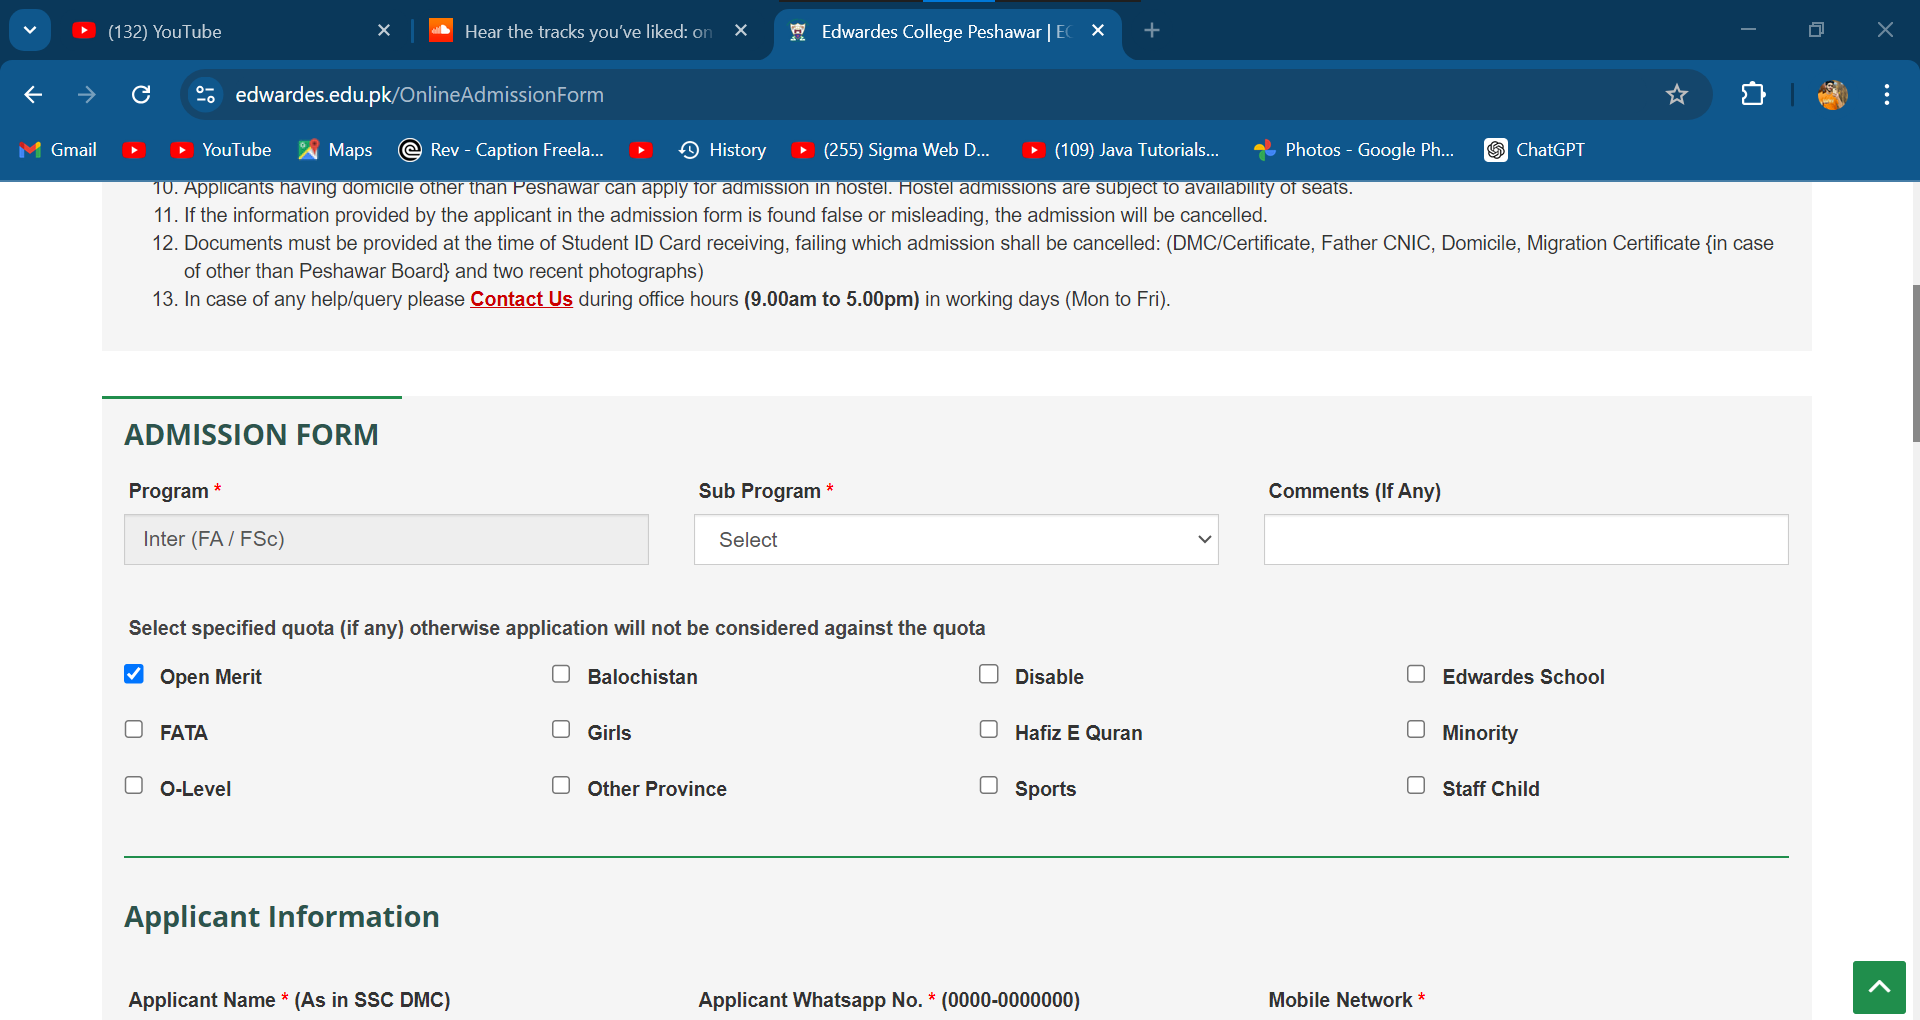 (132) YouTube
Hear the tracks you've liked: on
Edwardes College Peshawar | EC
edwardes.edu.pk/OnlineAdmissionForm
Gmail YouTube Maps Rev - Caption Freela... History (255) Sigma Web D... (109) Java Tutorials... Photos - Google Ph... ChatGPT
10. Applicants having domicile other than Peshawar can apply for admission in hostel. Hostel admissions are subject to availability of seats.
11. If the information provided by the applicant in the admission form is found false or misleading, the admission will be cancelled.
12. Documents must be provided at the time of Student ID Card receiving, failing which admission shall be cancelled: (DMC/Certificate, Father CNIC, Domicile, Migration Certificate {in case
of other than Peshawar Board} and two recent photographs)
13. In case of any help/query please Contact Us during office hours (9.00am to 5.00pm) in working days (Mon to Fri).
ADMISSION FORM
Program * Sub Program * Comments (If Any)
Inter (FA / FSc) Select
Select specified quota (if any) otherwise application will not be considered against the quota
Open Merit Balochistan Disable Edwardes School
FATA Girls Hafiz E Quran Minority
O-Level Other Province Sports Staff Child
Applicant Information
Applicant Name * (As in SSC DMC) Applicant Whatsapp No. * (0000-0000000) Mobile Network *